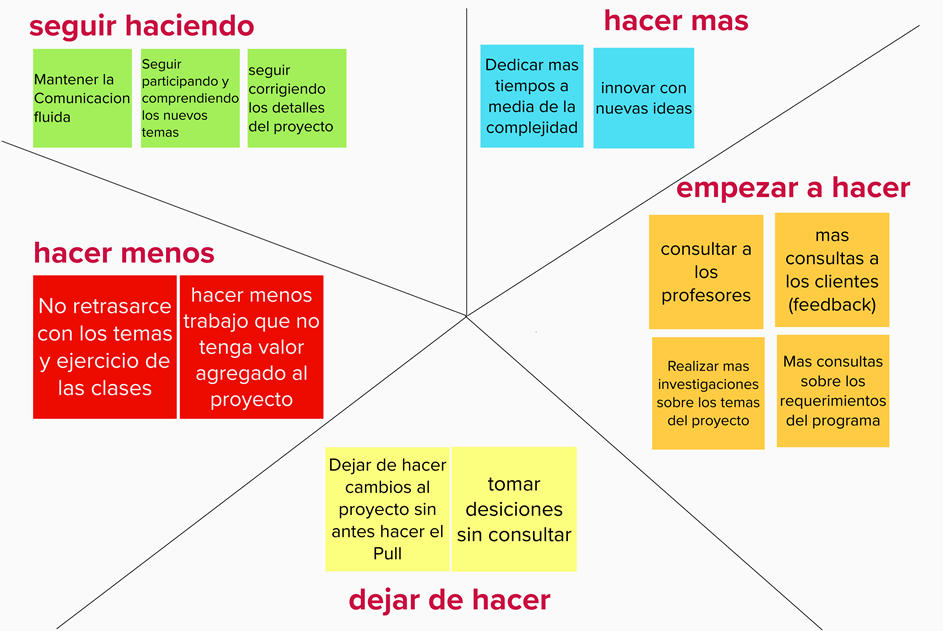 seguir haciendo
Mantener la
Comunicacion
fluida
Seguir
participando y
comprendiendo
los nuevos
temas
seguir
corrigiendo
los detalles
del proyecto
hacer mas
Dedicar mas
tiempos a
media de la
complejidad
innovar con
nuevas ideas
empezar a hacer
consultar a
los
profesores
mas
consultas a
los clientes
(feedback)
Realizar mas
investigaciones
sobre los temas
del proyecto
Mas consultas
sobre los
requerimientos
del programa
hacer menos
No retrasarce
con los temas
y ejercicio de
las clases
hacer menos
trabajo que no
tenga valor
agregado al
proyecto
Dejar de hacer
cambios al
proyecto sin
antes hacer el
Pull
tomar
desiciones
sin consultar
dejar de hacer